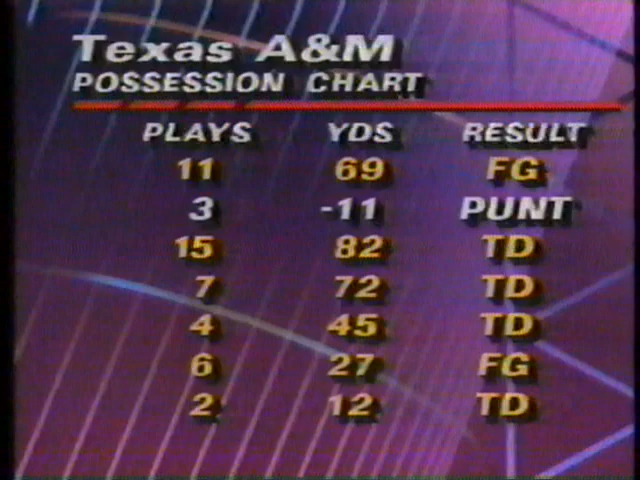 Texas A&M
POSSESSION CHART
PLAYS YDS RESULT
11 69 FG
3 -11 PUNT
15 82 TD
7 72 TD
4 45 TD
6 27 FG
2 12 TD